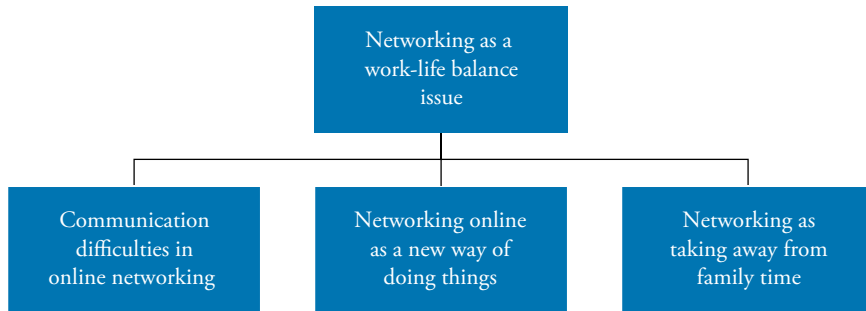 Networking as a
work-life balance
issue
Communication
difficulties in
online networking
Networking online
as a new way of
doing things
Networking as
taking away from
family time